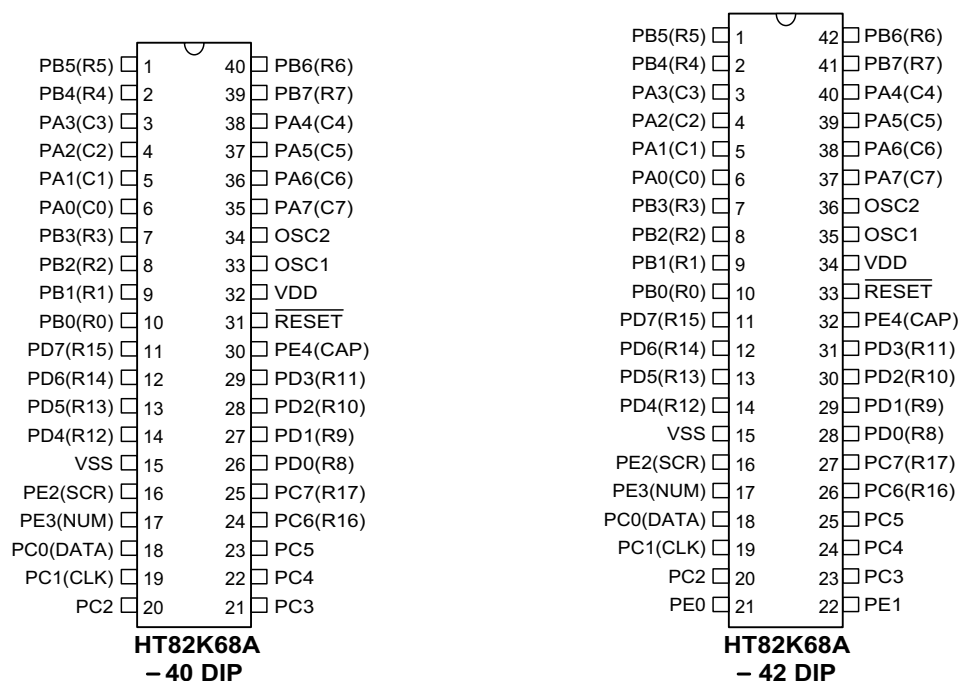 PB5(R5) 1 40 PB6(R6)
PB4(R4) 2 39 PB7(R7)
PA3(C3) 3 38 PA4(C4)
PA2(C2) 4 37 PA5(C5)
PA1(C1) 5 36 PA6(C6)
PA0(C0) 6 35 PA7(C7)
PB3(R3) 7 34 OSC2
PB2(R2) 8 33 OSC1
PB1(R1) 9 32 VDD
PB0(R0) 10 31 RESET
PD7(R15) 11 30 PE4(CAP)
PD6(R14) 12 29 PD3(R11)
PD5(R13) 13 28 PD2(R10)
PD4(R12) 14 27 PD1(R9)
VSS 15 26 PD0(R8)
PE2(SCR) 16 25 PC7(R17)
PE3(NUM) 17 24 PC6(R16)
PC0(DATA) 18 23 PC5
PC1(CLK) 19 22 PC4
PC2 20 21 PC3
HT82K68A
– 40 DIP
PB5(R5) 1 42 PB6(R6)
PB4(R4) 2 41 PB7(R7)
PA3(C3) 3 40 PA4(C4)
PA2(C2) 4 39 PA5(C5)
PA1(C1) 5 38 PA6(C6)
PA0(C0) 6 37 PA7(C7)
PB3(R3) 7 36 OSC2
PB2(R2) 8 35 OSC1
PB1(R1) 9 34 VDD
PB0(R0) 10 33 RESET
PD7(R15) 11 32 PE4(CAP)
PD6(R14) 12 31 PD3(R11)
PD5(R13) 13 30 PD2(R10)
PD4(R12) 14 29 PD1(R9)
VSS 15 28 PD0(R8)
PE2(SCR) 16 27 PC7(R17)
PE3(NUM) 17 26 PC6(R16)
PC0(DATA) 18 25 PC5
PC1(CLK) 19 24 PC4
PC2 20 23 PC3
PE0 21 22 PE1
HT82K68A
– 42 DIP